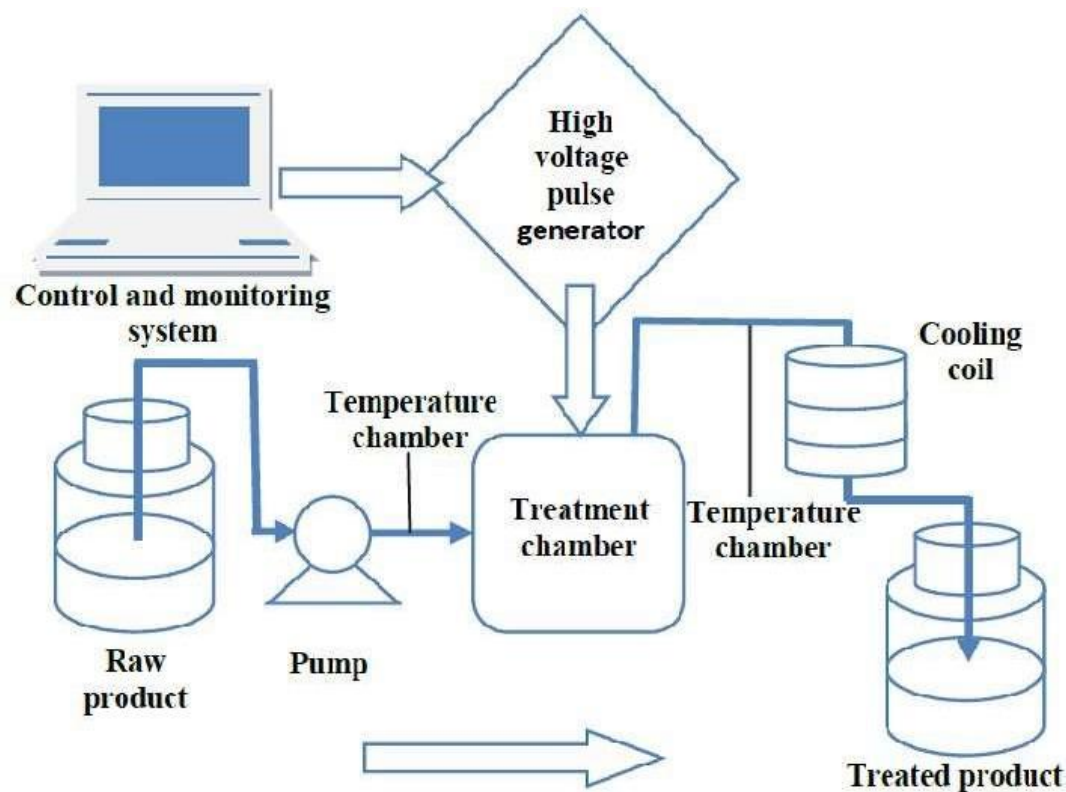 High
voltage
pulse
generator
Control and monitoring
system
Cooling
coil
Temperature
chamber
Treatment
chamber
Temperature
chamber
Raw
product
Pump
Treated product